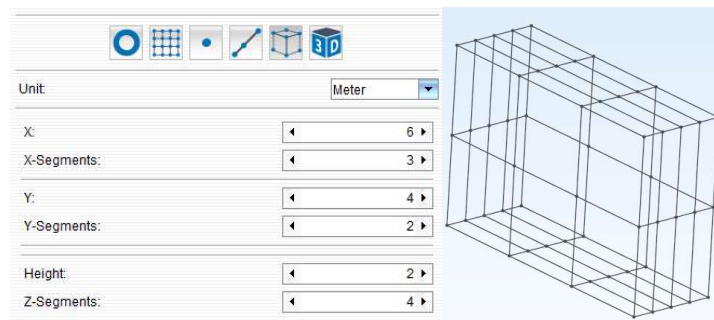 3D
Unit:
Meter
X:
6
X-Segments:
3
Y:
4
Y-Segments:
2
Height:
2
Z-Segments:
4